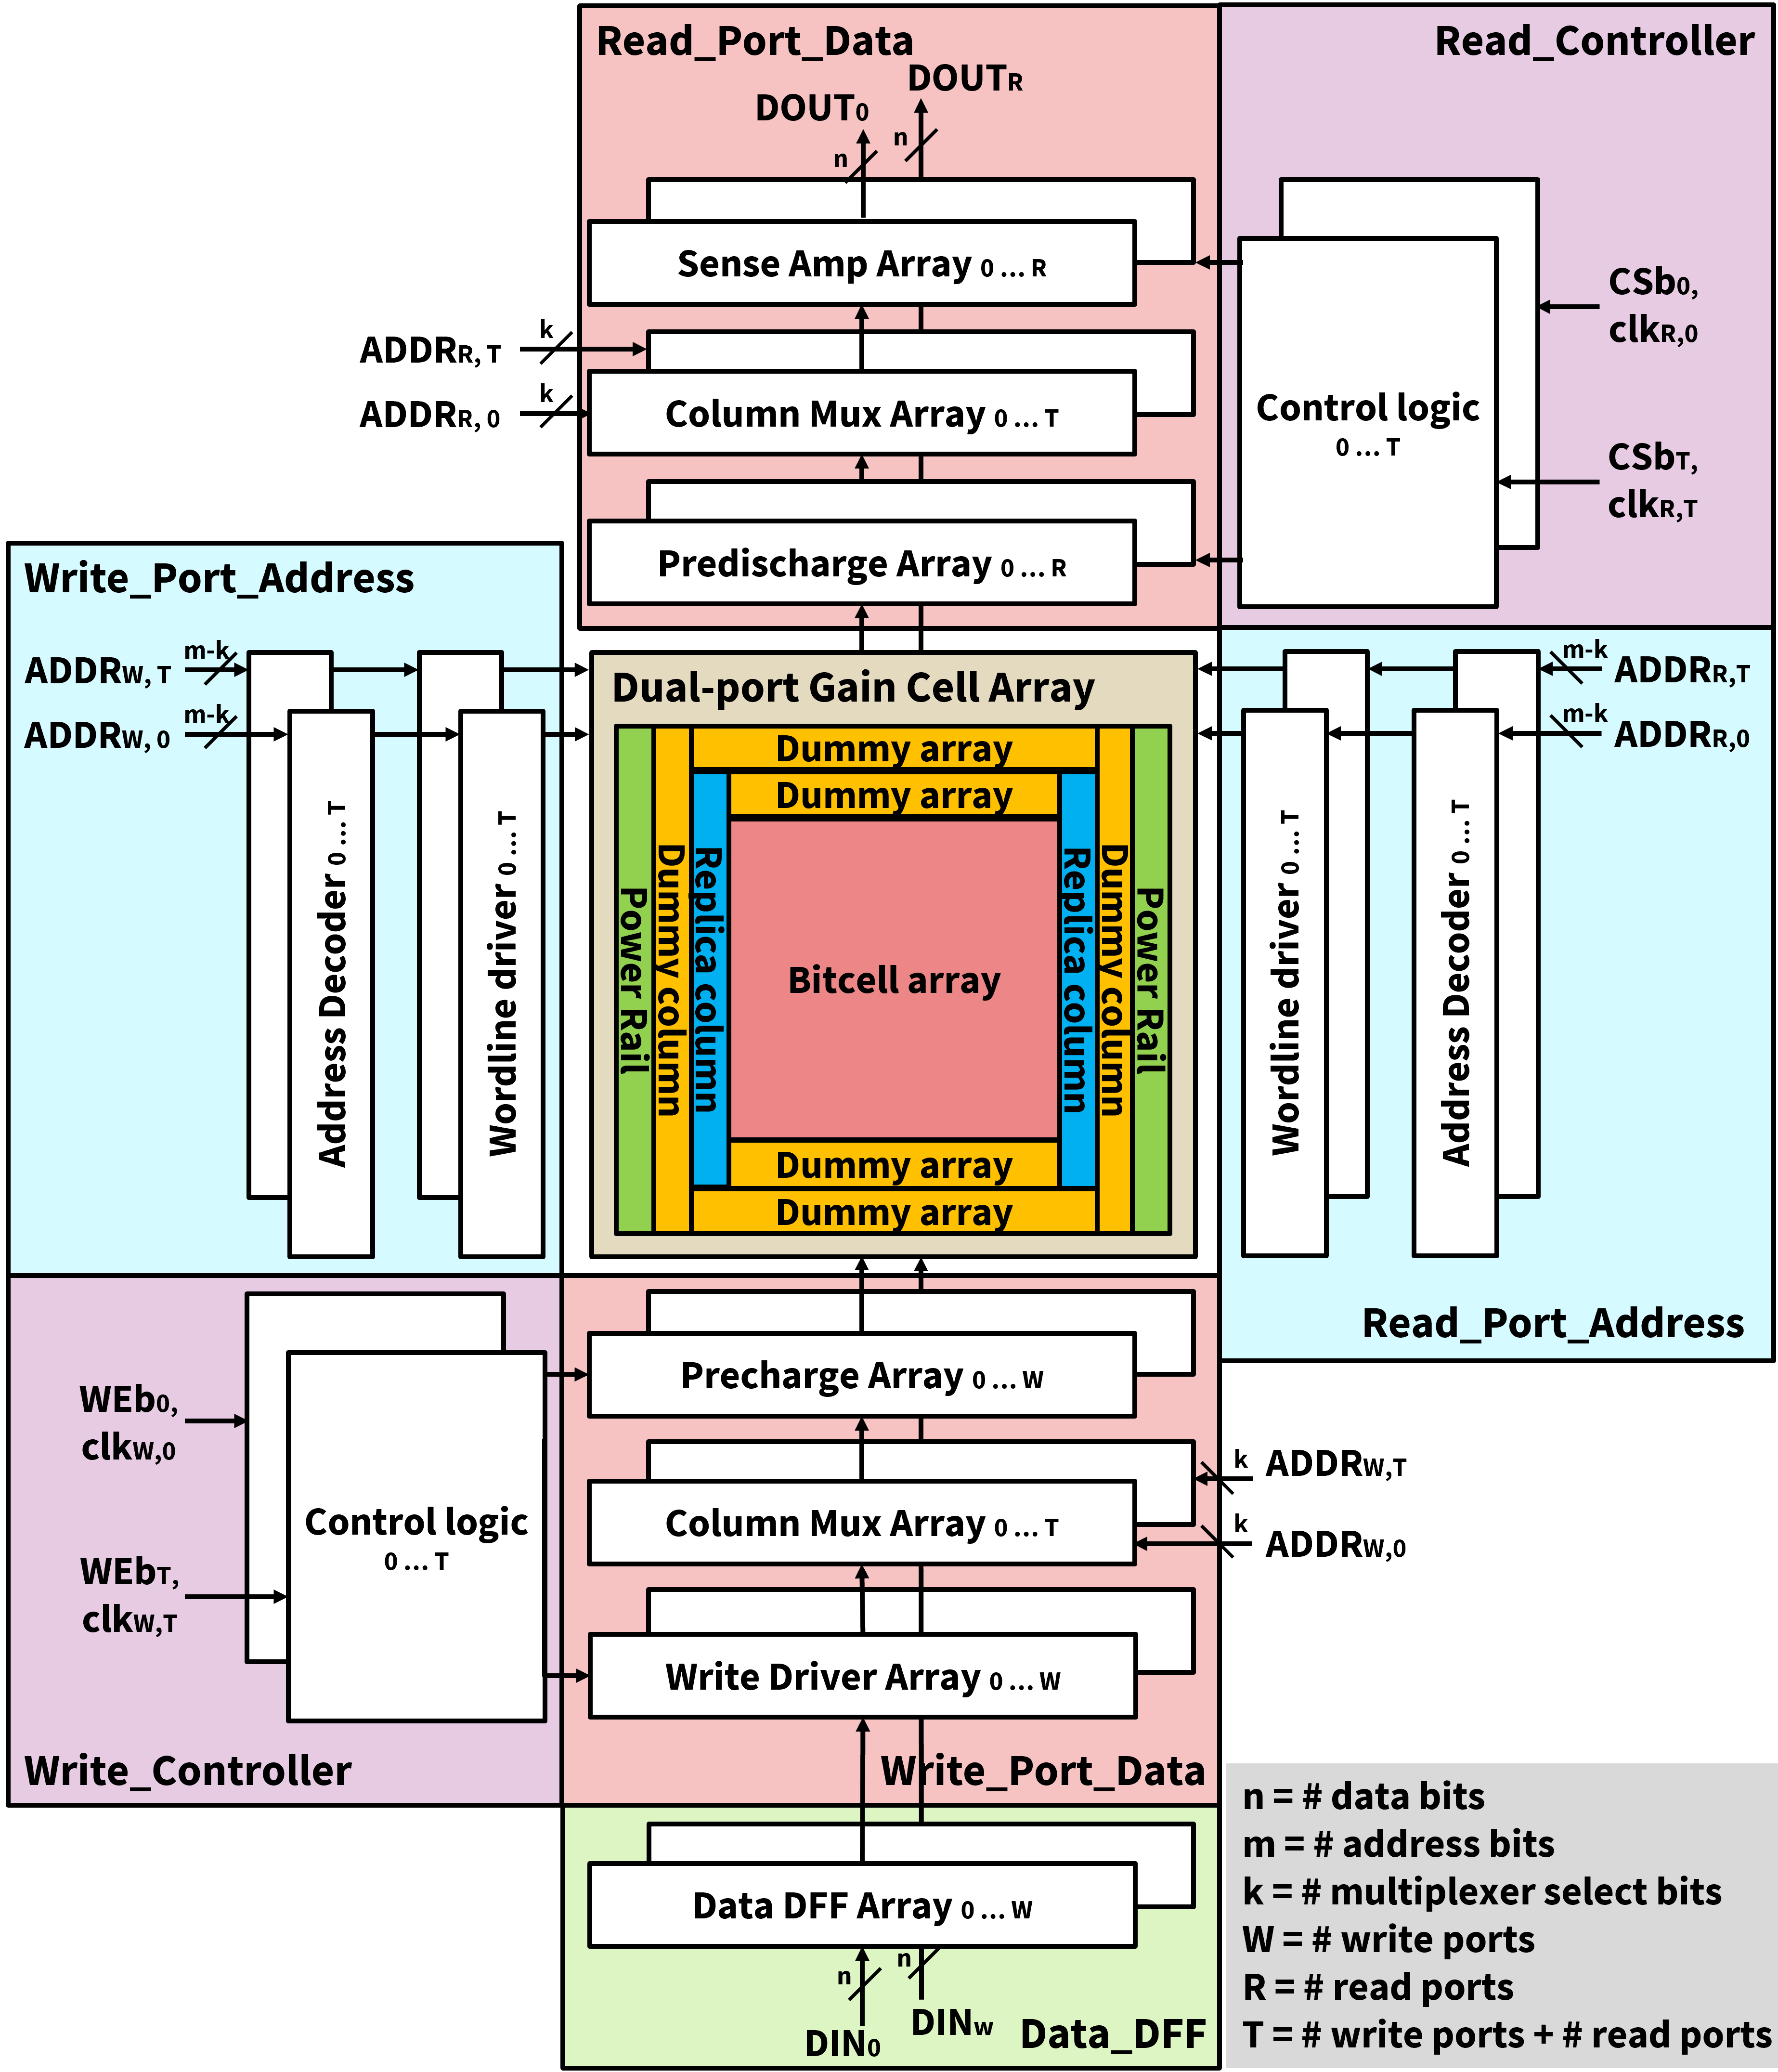 Read_Port_Data
Read_Controller
DOUTR
DOUT0
n
n
Sense Amp Array 0 ... R
CSb0,
clkR,0
ADDRR, T
k
ADDRR, 0
k
Column Mux Array 0 ... T
Control logic
0 ... T
CSbT,
clkR,T
Predischarge Array 0 ... R
Write_Port_Address
ADDRW, T
m-k
ADDRW, 0
m-k
Address Decoder 0 ... T
Wordline driver 0 ... T
Dual-port Gain Cell Array
Dummy array
Dummy array
Power Rail
Dummy column
Replica column
Bitcell array
Replica column
Dummy column
Power Rail
Dummy array
Dummy array
m-k
ADDRR,T
m-k
ADDRR,0
Wordline driver 0 ... T
Address Decoder 0 ... T
Read_Port_Address
Precharge Array 0 ... W
WEb0,
clkW,0
k
ADDRW,T
Column Mux Array 0 ... T
k
ADDRW,0
Control logic
0 ... T
WEbT,
clkW,T
Write Driver Array 0 ... W
Write_Controller
Write_Port_Data
Data DFF Array 0 ... W
n
n
DIN0
DINW
Data_DFF
n = # data bits
m = # address bits
k = # multiplexer select bits
W = # write ports
R = # read ports
T = # write ports + # read ports